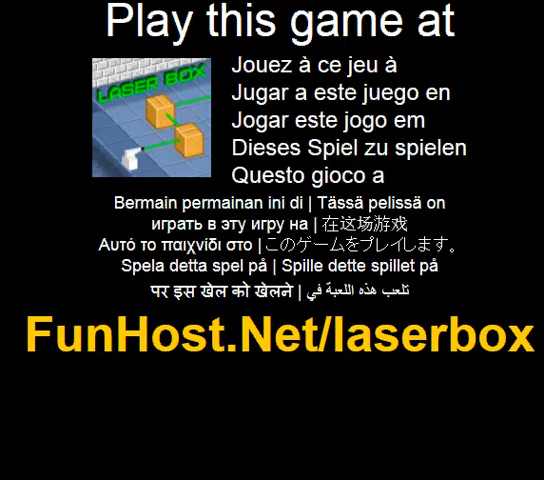 Play this game at
LASER BOX
Jouez à ce jeu à
Jugar a este juego en
Jogar este jogo em
Dieses Spiel zu spielen
Questo gioco a
Bermain permainan ini di | Tässä pelissä on
играть в эту игру на | 在这场游戏
Αυτό το παιχνίδι στο | このゲームをプレイします。
Spela detta spel på | Spille dette spillet på
पर इस खेल को खेलने | تلعب هذه اللعبة في
FunHost.Net/laserbox